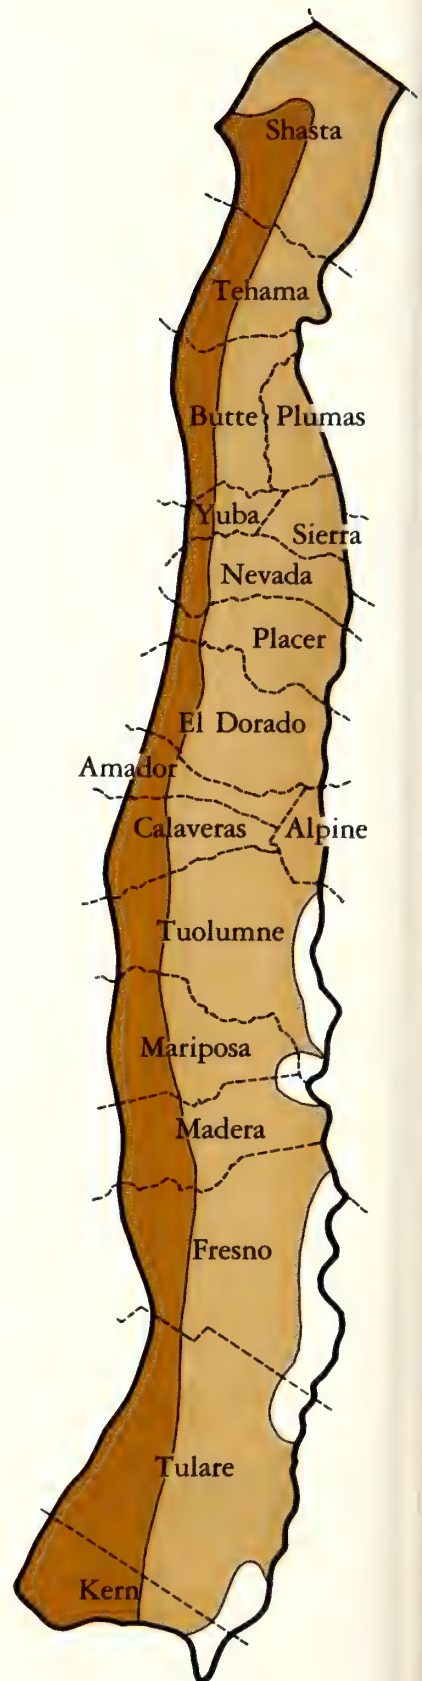 Shasta
Tehama
Butte Plumas
Yuba
Sierra
Nevada
Placer
El Dorado
Amador
Calaveras Alpine
Tuolumne
Mariposa
Madera
Fresno
Tulare
Kern